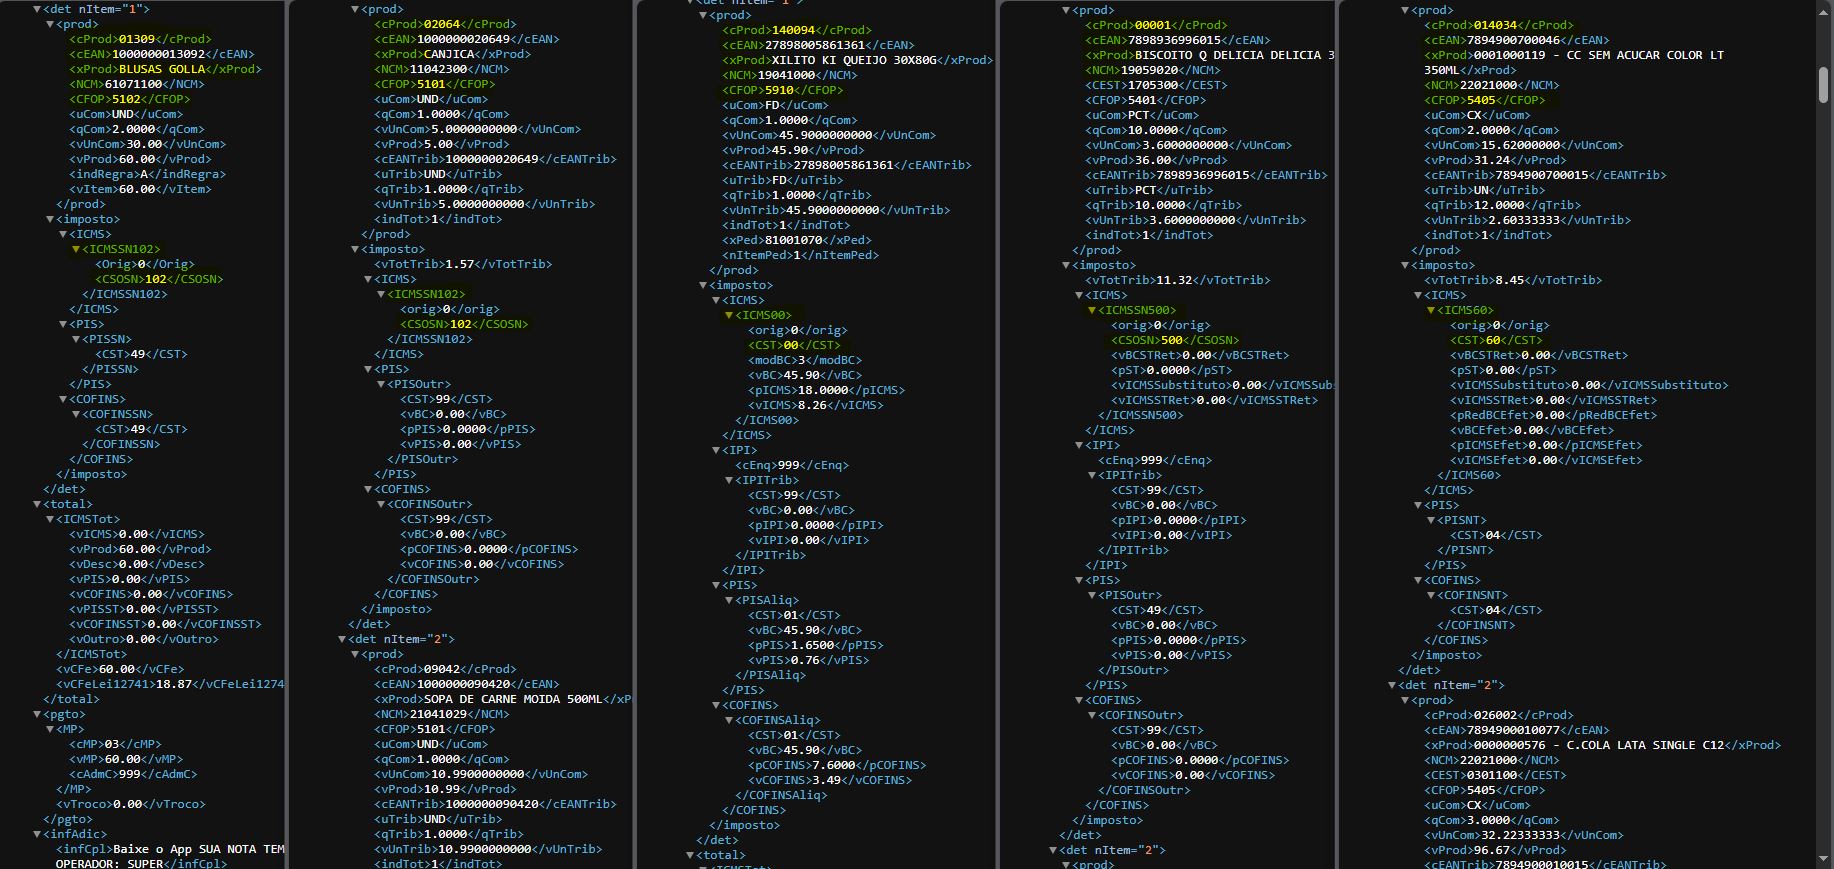 <det nItem="1">
<prod>
<cProd>01309</cProd>
<cEAN>1000000013092</cEAN>
<xProd>BLUSAS GOLLA</xProd>
<NCM>61071100</NCM>
<CFOP>5102</CFOP>
<uCom>UND</uCom>
<qCom>2.0000</qCom>
<vUnCom>30.00</vUnCom>
<vProd>60.00</vProd>
<indRegra>A</indRegra>
<vItem>60.00</vItem>
</prod>
<imposto>
<ICMS>
<ICMSSN102>
<Orig>0</Orig>
<CSOSN>102</CSOSN>
</ICMSSN102>
</ICMS>
<PIS>
<PISSN>
<CST>49</CST>
</PISSN>
</PIS>
<COFINS>
<COFINSSN>
<CST>49</CST>
</COFINSSN>
</COFINS>
</imposto>
</det>
<total>
<ICMSTot>
<vICMS>0.00</vICMS>
<vProd>60.00</vProd>
<vDesc>0.00</vDesc>
<vPIS>0.00</vPIS>
<vCOFINS>0.00</vCOFINS>
<vPISST>0.00</vPISST>
<vCOFINSST>0.00</vCOFINSST>
<vOutro>0.00</vOutro>
</ICMSTot>
<vCFe>60.00</vCFe>
<vCFeLei12741>18.87</vCFeLei1274
</total>
<pgto>
<MP>
<cMP>03</cMP>
<vMP>60.00</vMP>
<cAdmC>999</cAdmC>
</MP>
<vTroco>0.00</vTroco>
</pgto>
<infAdic>
<infCpl>Baixe o App SUA NOTA TEM
OPERADOR: SUPER</infCpl>
<prod>
<cProd>02064</cProd>
<cEAN>1000000020649</cEAN>
<xProd>CANJICA</xProd>
<NCM>11042300</NCM>
<CFOP>5101</CFOP>
<uCom>UND</uCom>
<qCom>1.0000</qCom>
<vUnCom>5.0000000000</vUnCom>
<vProd>5.00</vProd>
<cEANTrib>1000000020649</cEANTrib>
<uTrib>UND</uTrib>
<qTrib>1.0000</qTrib>
<vUnTrib>5.0000000000</vUnTrib>
<indTot>1</indTot>
</prod>
<imposto>
<vTotTrib>1.57</vTotTrib>
<ICMS>
<ICMSSN102>
<orig>0</orig>
<CSOSN>102</CSOSN>
</ICMSSN102>
</ICMS>
<PIS>
<PISOutr>
<CST>99</CST>
<vBC>0.00</vBC>
<pPIS>0.0000</pPIS>
<vPIS>0.00</vPIS>
</PISOutr>
</PIS>
<COFINS>
<COFINSOutr>
<CST>99</CST>
<vBC>0.00</vBC>
<pCOFINS>0.0000</pCOFINS>
<vCOFINS>0.00</vCOFINS>
</COFINSOutr>
</COFINS>
</imposto>
</det>
<det nItem="2">
<prod>
<cProd>09042</cProd>
<cEAN>1000000090420</cEAN>
<xProd>SOPA DE CARNE MOIDA 500ML</xP
<NCM>21041029</NCM>
<CFOP>5101</CFOP>
<uCom>UND</uCom>
<qCom>1.0000</qCom>
<vUnCom>10.9900000000</vUnCom>
<vProd>10.99</vProd>
<cEANTrib>1000000090420</cEANTrib>
<uTrib>UND</uTrib>
<qTrib>1.0000</qTrib>
<vUnTrib>10.9900000000</vUnTrib>
<indTot>1</indTot>
<det nItem="1">
<prod>
<cProd>140094</cProd>
<cEAN>27898005861361</cEAN>
<xProd>XILITO KI QUEIJO 30X80G</xProd>
<NCM>19041000</NCM>
<CFOP>5910</CFOP>
<uCom>FD</uCom>
<qCom>1.0000</qCom>
<vUnCom>45.9000000000</vUnCom>
<vProd>45.90</vProd>
<cEANTrib>27898005861361</cEANTrib>
<uTrib>FD</uTrib>
<qTrib>1.0000</qTrib>
<vUnTrib>45.9000000000</vUnTrib>
<indTot>1</indTot>
<xPed>81001070</xPed>
<nItemPed>1</nItemPed>
</prod>
<imposto>
<ICMS>
<ICMS00>
<orig>0</orig>
<CST>00</CST>
<modBC>3</modBC>
<vBC>45.90</vBC>
<pICMS>18.0000</pICMS>
<vICMS>8.26</vICMS>
</ICMS00>
</ICMS>
<IPI>
<cEnq>999</cEnq>
<IPITrib>
<CST>99</CST>
<vBC>0.00</vBC>
<pIPI>0.0000</pIPI>
<vIPI>0.00</vIPI>
</IPITrib>
</IPI>
<PIS>
<PISAliq>
<CST>01</CST>
<vBC>45.90</vBC>
<pPIS>1.6500</pPIS>
<vPIS>0.76</vPIS>
</PISAliq>
</PIS>
<COFINS>
<COFINSAliq>
<CST>01</CST>
<vBC>45.90</vBC>
<pCOFINS>7.6000</pCOFINS>
<vCOFINS>3.49</vCOFINS>
</COFINSAliq>
</COFINS>
</imposto>
</det>
<total>
<ICMSTot>
<prod>
<cProd>00001</cProd>
<cEAN>7898936996015</cEAN>
<xProd>BISCOITO Q DELICIA DELICIA 3
<NCM>19059020</NCM>
<CEST>1705300</CEST>
<CFOP>5401</CFOP>
<uCom>PCT</uCom>
<qCom>10.0000</qCom>
<vUnCom>3.6000000000</vUnCom>
<vProd>36.00</vProd>
<cEANTrib>7898936996015</cEANTrib>
<uTrib>PCT</uTrib>
<qTrib>10.0000</qTrib>
<vUnTrib>3.6000000000</vUnTrib>
<indTot>1</indTot>
</prod>
<imposto>
<vTotTrib>11.32</vTotTrib>
<ICMS>
<ICMSSN500>
<orig>0</orig>
<CSOSN>500</CSOSN>
<vBCSTRet>0.00</vBCSTRet>
<pST>0.0000</pST>
<vICMSSubstituto>0.00</vICMSSubs
<vICMSSTRet>0.00</vICMSSTRet>
</ICMSSN500>
</ICMS>
<IPI>
<cEnq>999</cEnq>
<IPITrib>
<CST>99</CST>
<vBC>0.00</vBC>
<pIPI>0.0000</pIPI>
<vIPI>0.00</vIPI>
</IPITrib>
</IPI>
<PIS>
<PISOutr>
<CST>49</CST>
<vBC>0.00</vBC>
<pPIS>0.0000</pPIS>
<vPIS>0.00</vPIS>
</PISOutr>
</PIS>
<COFINS>
<COFINSOutr>
<CST>99</CST>
<vBC>0.00</vBC>
<pCOFINS>0.0000</pCOFINS>
<vCOFINS>0.00</vCOFINS>
</COFINSOutr>
</COFINS>
</imposto>
</det>
<det nItem="2">
<prod>
<prod>
<cProd>014034</cProd>
<cEAN>7894900700046</cEAN>
<xProd>0001000119 - CC SEM ACUCAR COLOR LT
350ML</xProd>
<NCM>22021000</NCM>
<CFOP>5405</CFOP>
<uCom>CX</uCom>
<qCom>2.0000</qCom>
<vUnCom>15.62000000</vUnCom>
<vProd>31.24</vProd>
<cEANTrib>7894900700015</cEANTrib>
<uTrib>UN</uTrib>
<qTrib>12.0000</qTrib>
<vUnTrib>2.60333333</vUnTrib>
<indTot>1</indTot>
</prod>
<imposto>
<vTotTrib>8.45</vTotTrib>
<ICMS>
<ICMS60>
<orig>0</orig>
<CST>60</CST>
<vBCSTRet>0.00</vBCSTRet>
<pST>0.00</pST>
<vICMSSubstituto>0.00</vICMSSubstituto>
<vICMSSTRet>0.00</vICMSSTRet>
<pRedBCEfet>0.00</pRedBCEfet>
<vBCEfet>0.00</vBCEfet>
<pICMSEfet>0.00</pICMSEfet>
<vICMSEfet>0.00</vICMSEfet>
</ICMS60>
</ICMS>
<PIS>
<PISNT>
<CST>04</CST>
</PISNT>
</PIS>
<COFINS>
<COFINSNT>
<CST>04</CST>
</COFINSNT>
</COFINS>
</imposto>
</det>
<det nItem="2">
<prod>
<cProd>026002</cProd>
<cEAN>7894900010077</cEAN>
<xProd>0000000576 - C.COLA LATA SINGLE C12</xProd>
<NCM>22021000</NCM>
<CEST>0301100</CEST>
<CFOP>5405</CFOP>
<uCom>CX</uCom>
<qCom>3.0000</qCom>
<vUnCom>32.22333333</vUnCom>
<vProd>96.67</vProd>
<cEANTrib>7894900010015</cEANTrib>